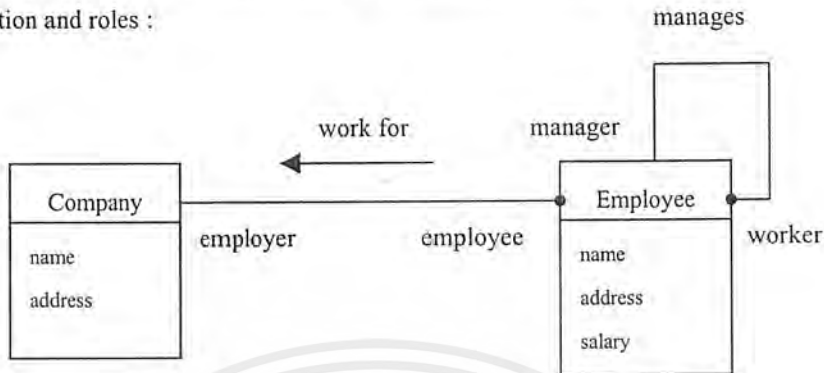 tion and roles :
manages
work for
manager
Company
Employee
employer
employee
worker
name
address
name
address
salary